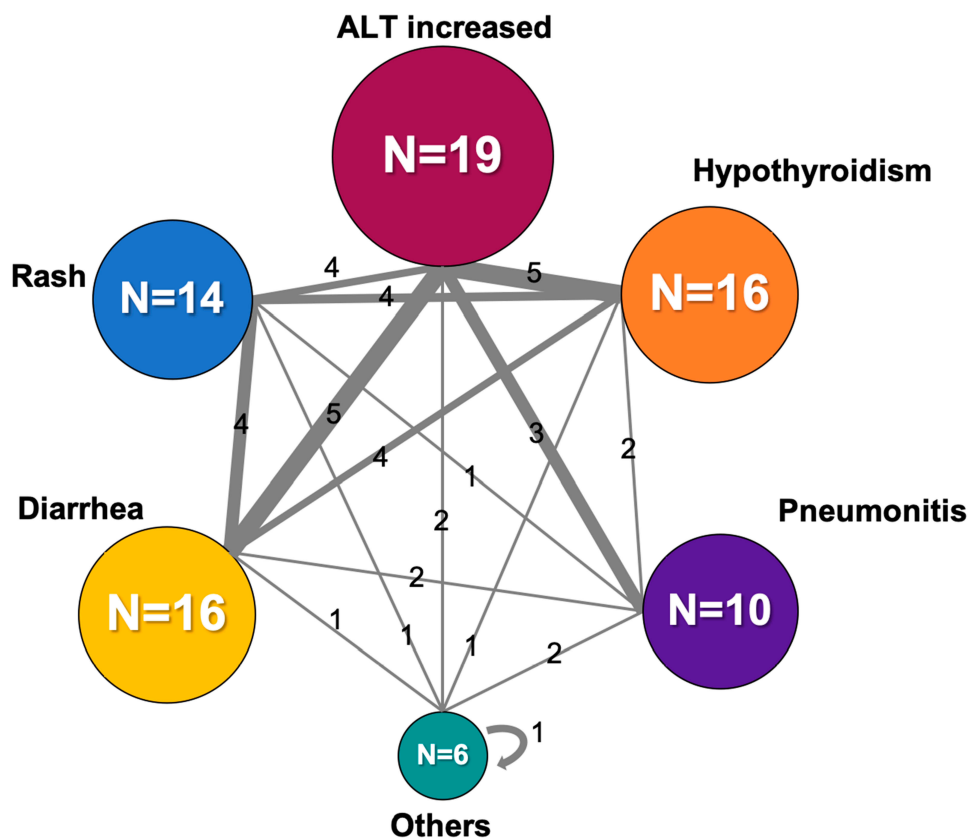 ALT increased
N=19
Hypothyroidism
N=16
Rash
N=14
4
5
4
4
5
4
3
2
1
2
Diarrhea
N=16
Pneumonitis
N=10
2
1
1
1
2
N=6
1
Others